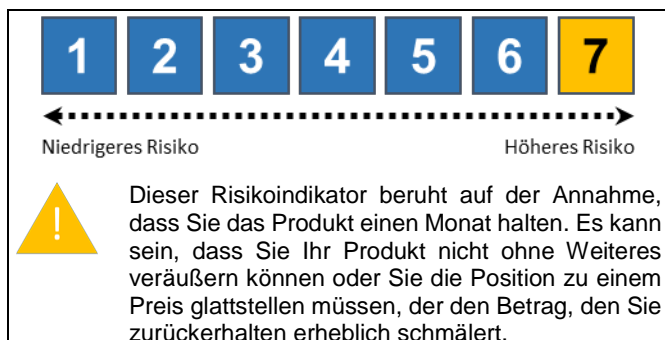 1 2 3 4 5 6 7
Niedrigeres Risiko Höheres Risiko
!
Dieser Risikoindikator beruht auf der Annahme,
dass Sie das Produkt einen Monat halten. Es kann
sein, dass Sie Ihr Produkt nicht ohne Weiteres
veräußern können oder Sie die Position zu einem
Preis glattstellen müssen, der den Betrag, den Sie
zurückerhalten erheblich schmälert.